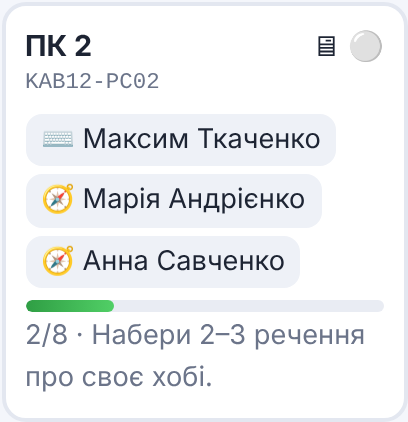 ПК 2
KAB12-PC02
Максим Ткаченко
Марія Андрієнко
Анна Савченко
2/8 · Набери 2–3 речення
про своє хобі.